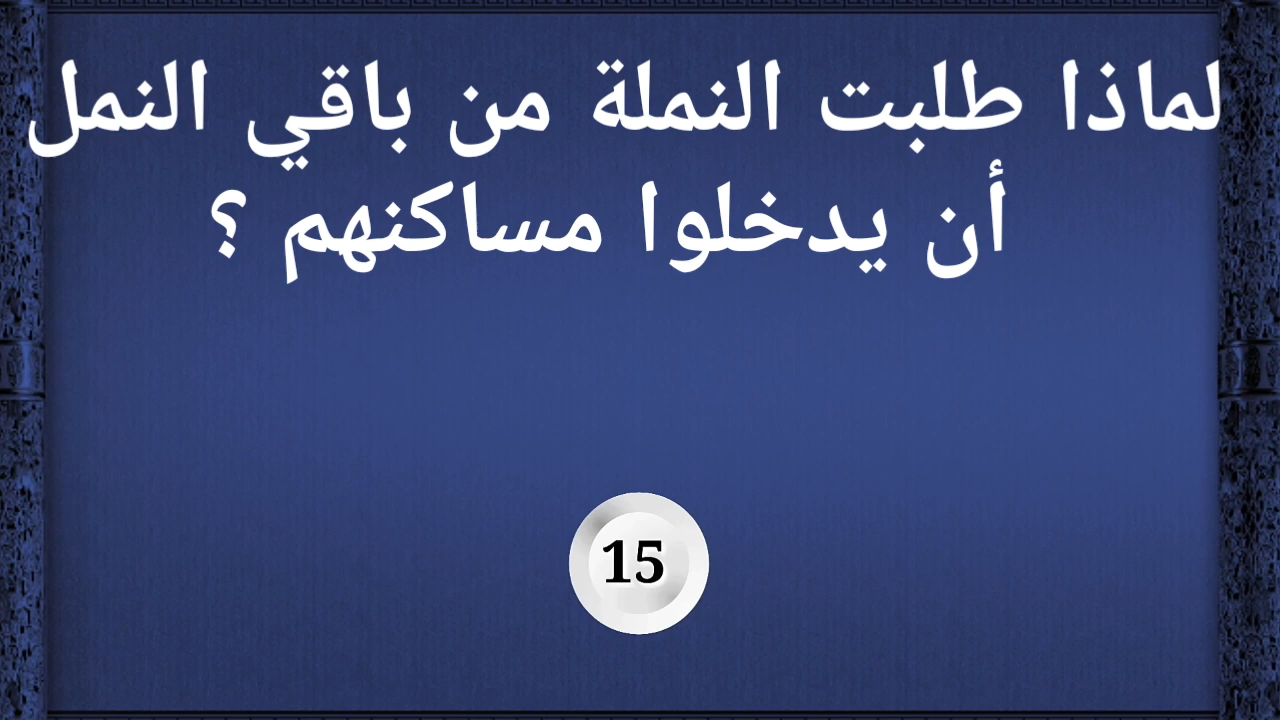 لماذا طلبت النملة من باقي النمل
أن يدخلوا مساكنهم ؟
15